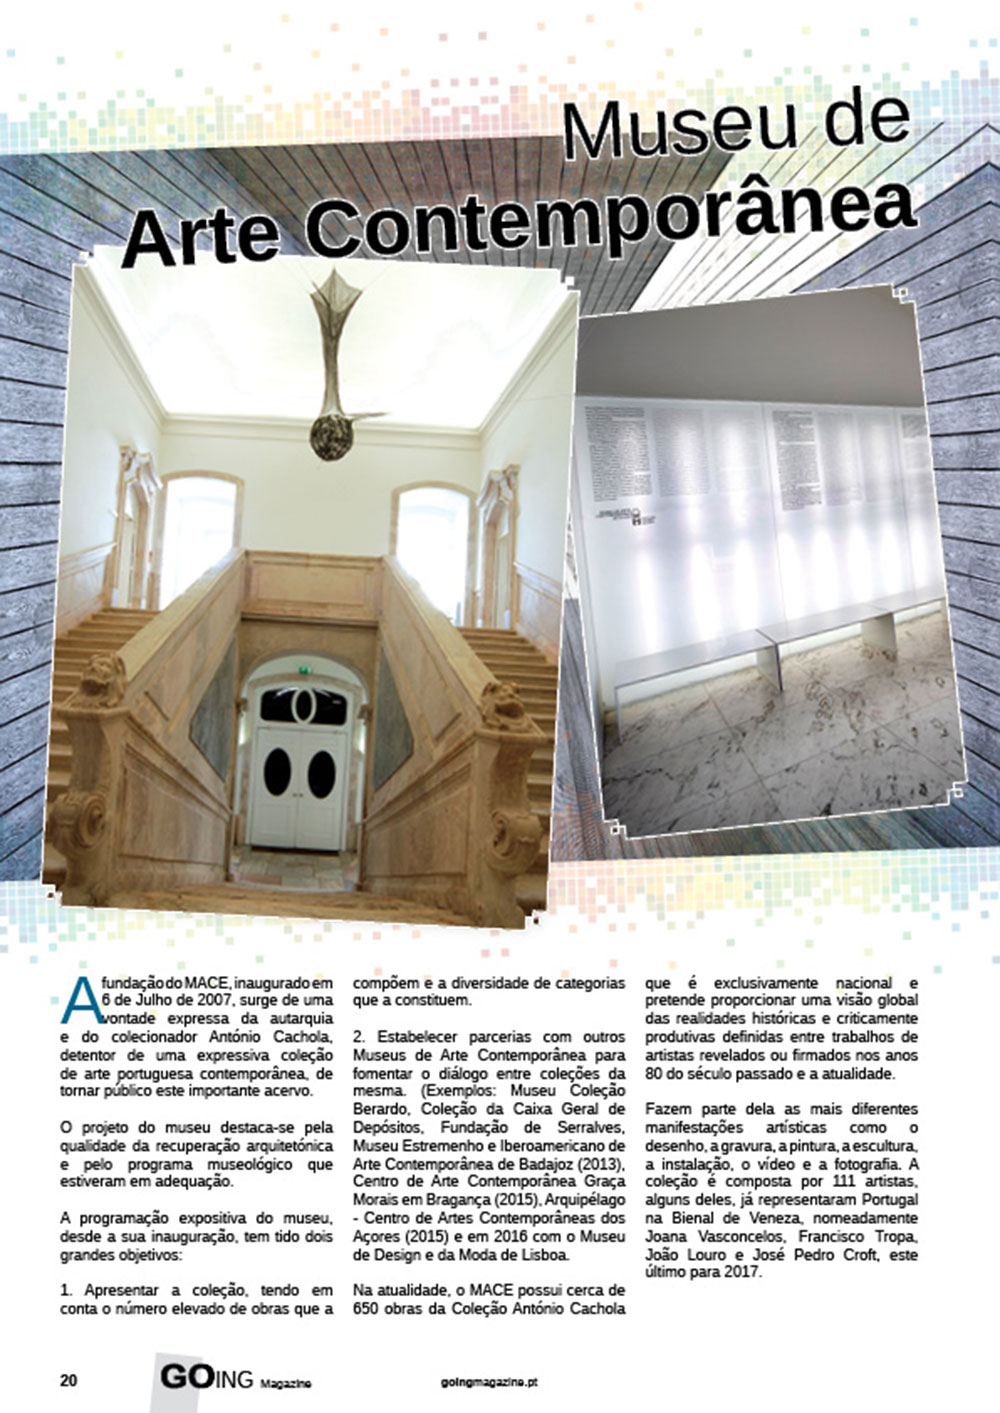 Museu de
Arte Contemporânea
A fundação do MACE, inaugurado em
6 de Julho de 2007, surge de uma
vontade expressa da autarquia
e do colecionador António Cachola,
detentor de uma expressiva coleção
de arte portuguesa contemporânea, de
tornar público este importante acervo.
O projeto do museu destaca-se pela
qualidade da recuperação arquitetónica
e pelo programa museológico que
estiveram em adequação.
A programação expositiva do museu,
desde a sua inauguração, tem tido dois
grandes objetivos:
1. Apresentar a coleção, tendo em
conta o número elevado de obras que a
compõem e a diversidade de categorias
que a constituem.
2. Estabelecer parcerias com outros
Museus de Arte Contemporânea para
fomentar o diálogo entre coleções da
mesma. (Exemplos: Museu Coleção
Berardo, Coleção da Caixa Geral de
Depósitos, Fundação de Serralves,
Museu Estremenho e Iberoamericano de
Arte Contemporânea de Badajoz (2013),
Centro de Arte Contemporânea Graça
Morais em Bragança (2015), Arquipélago
- Centro de Artes Contemporâneas dos
Açores (2015) e em 2016 com o Museu
de Design e da Moda de Lisboa.
Na atualidade, o MACE possui cerca de
650 obras da Coleção António Cachola
que é exclusivamente nacional e
pretende proporcionar uma visão global
das realidades históricas e criticamente
produtivas definidas entre trabalhos de
artistas revelados ou firmados nos anos
80 do século passado e a atualidade.
Fazem parte dela as mais diferentes
manifestações artísticas como o
desenho, a gravura, a pintura, a escultura,
a instalação, o vídeo e a fotografia. A
coleção é composta por 111 artistas,
alguns deles, já representaram Portugal
na Bienal de Veneza, nomeadamente
Joana Vasconcelos, Francisco Tropa,
João Louro e José Pedro Croft, este
último para 2017.
20
GOING Magazine
goingmagazine.pt